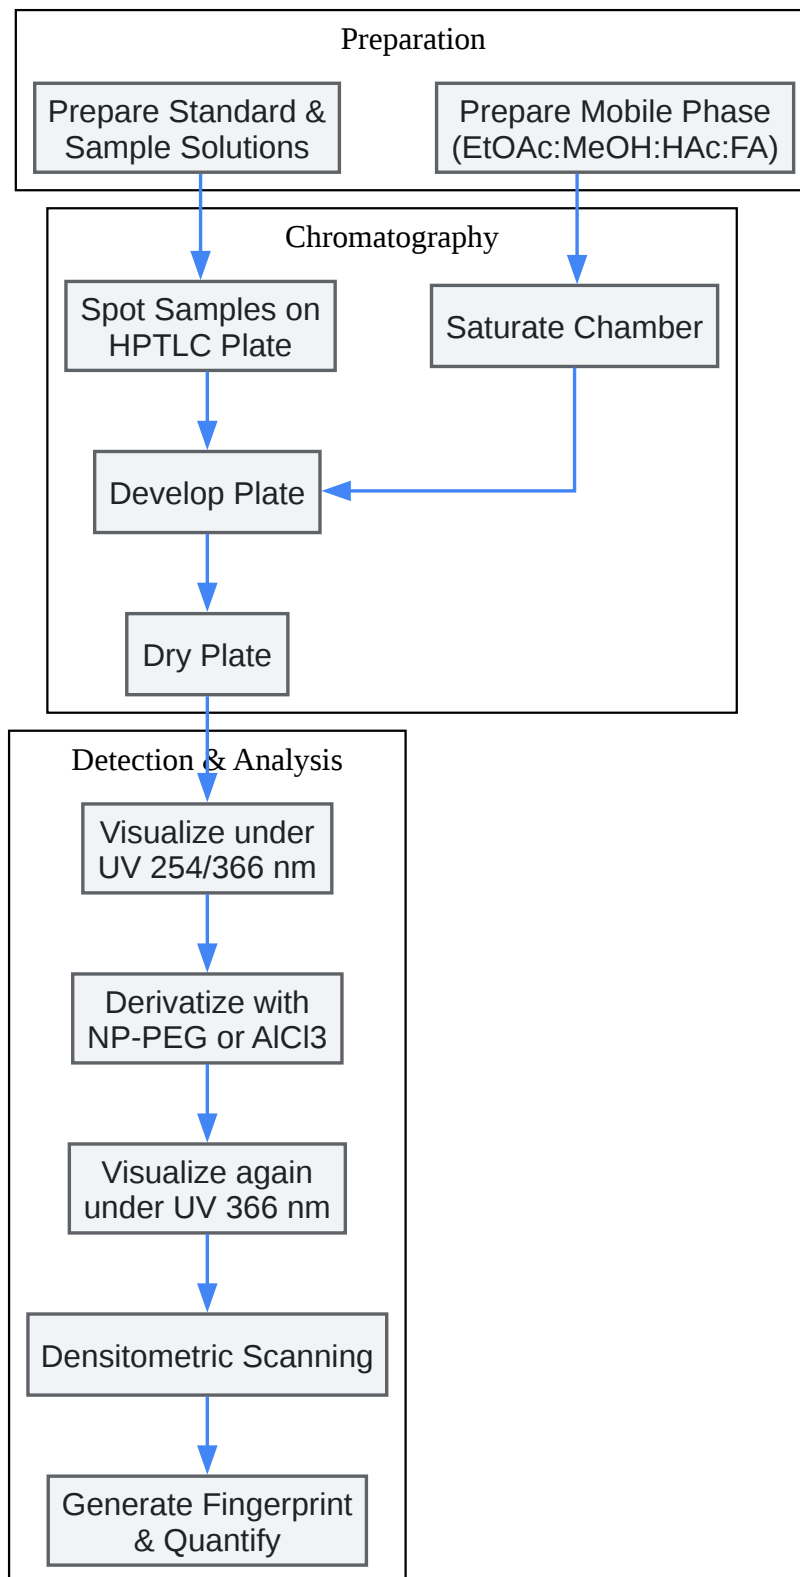 Preparation
Prepare Standard &
Sample Solutions
Prepare Mobile Phase
(EtOAc:MeOH:HAc:FA)
Chromatography
Spot Samples on
HPTLC Plate
Saturate Chamber
Develop Plate
Dry Plate
Detection & Analysis
Visualize under
UV 254/366 nm
Derivatize with
NP-PEG or AlCl3
Visualize again
under UV 366 nm
Densitometric Scanning
Generate Fingerprint
& Quantify